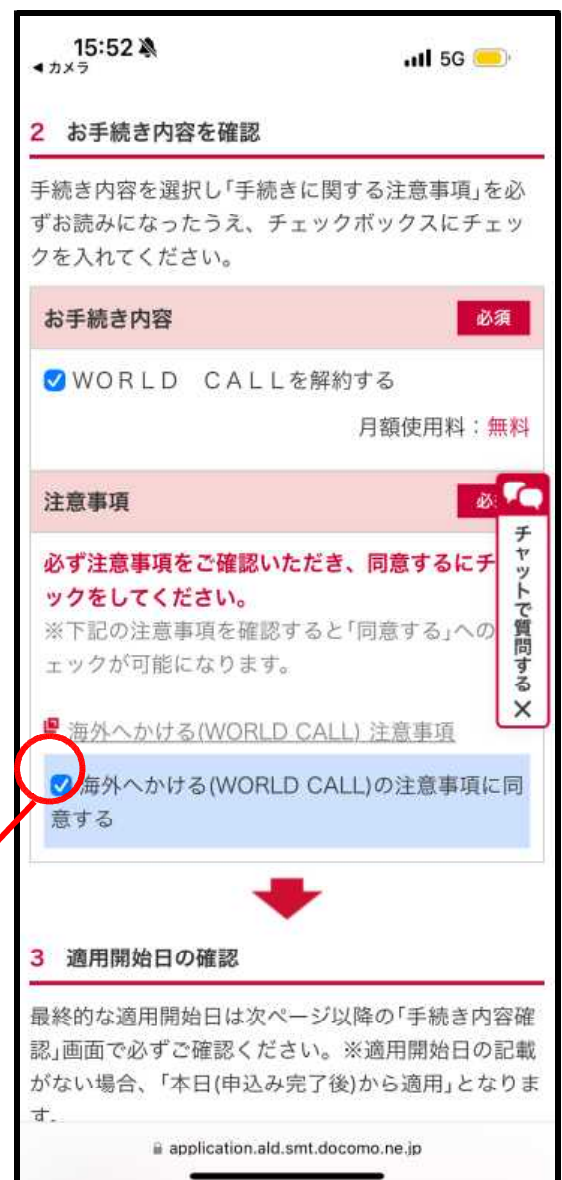 15:52
◀カメラ
5G
2 お手続き内容を確認
手続き内容を選択し「手続きに関する注意事項」を必
ずお読みになったうえ、チェックボックスにチェッ
クを入れてください。
お手続き内容 必須
ＷＯＲＬＤ　ＣＡＬＬを解約する
月額使用料：無料
注意事項 必
必ず注意事項をご確認いただき、同意するにチ
ックをしてください。
※下記の注意事項を確認すると「同意する」への
ェックが可能になります。
チャットで質問する ×
海外へかける(WORLD CALL) 注意事項
海外へかける(WORLD CALL)の注意事項に同
意する
3 適用開始日の確認
最終的な適用開始日は次ページ以降の「手続き内容確
認」画面で必ずご確認ください。※適用開始日の記載
がない場合、「本日(申込み完了後)から適用」となりま
す。
application.ald.smt.docomo.ne.jp